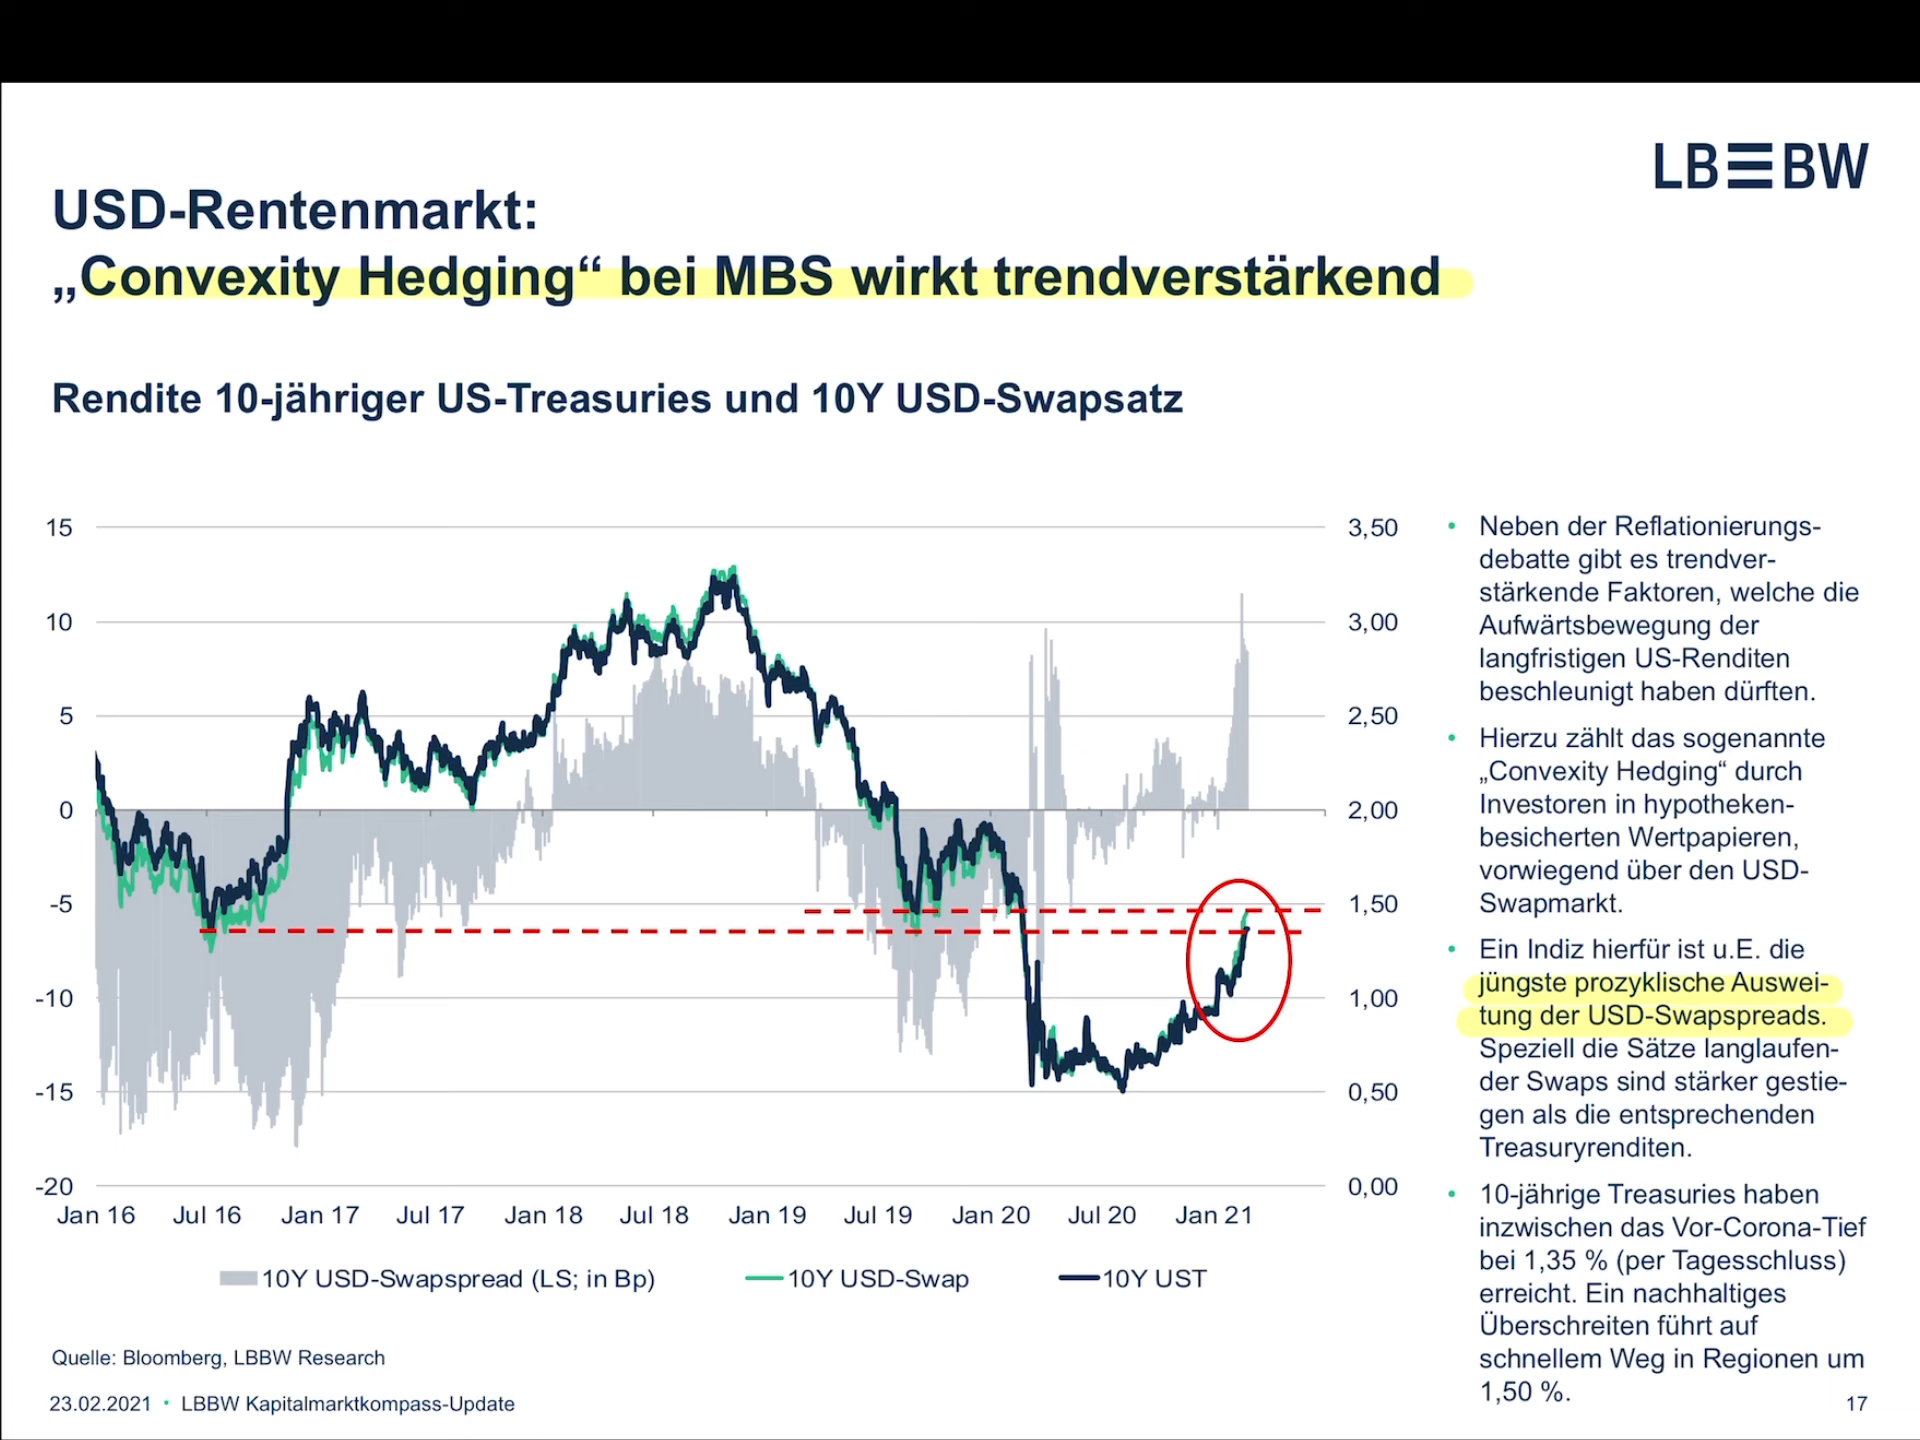 LBBW
USD-Rentenmarkt:
„Convexity Hedging“ bei MBS wirkt trendverstärkend
Rendite 10-jähriger US-Treasuries und 10Y USD-Swapsatz
15
10
5
0
-5
-10
-15
-20
3,50
3,00
2,50
2,00
1,50
1,00
0,50
0,00
Jan 16 Jul 16 Jan 17 Jul 17 Jan 18 Jul 18 Jan 19 Jul 19 Jan 20 Jul 20 Jan 21
10Y USD-Swapspread (LS; in Bp) 10Y USD-Swap 10Y UST
• Neben der Reflationierungs-
debatte gibt es trendver-
stärkende Faktoren, welche die
Aufwärtsbewegung der
langfristigen US-Renditen
beschleunigt haben dürften.
• Hierzu zählt das sogenannte
„Convexity Hedging“ durch
Investoren in hypotheken-
besicherten Wertpapieren,
vorwiegend über den USD-
Swapmarkt.
• Ein Indiz hierfür ist u.E. die
jüngste prozyklische Auswei-
tung der USD-Swapspreads.
Speziell die Sätze langlaufen-
der Swaps sind stärker gestie-
gen als die entsprechenden
Treasuryrenditen.
• 10-jährige Treasuries haben
inzwischen das Vor-Corona-Tief
bei 1,35 % (per Tagesschluss)
erreicht. Ein nachhaltiges
Überschreiten führt auf
schnellem Weg in Regionen um
1,50 %.
Quelle: Bloomberg, LBBW Research
23.02.2021 • LBBW Kapitalmarktkompass-Update
17